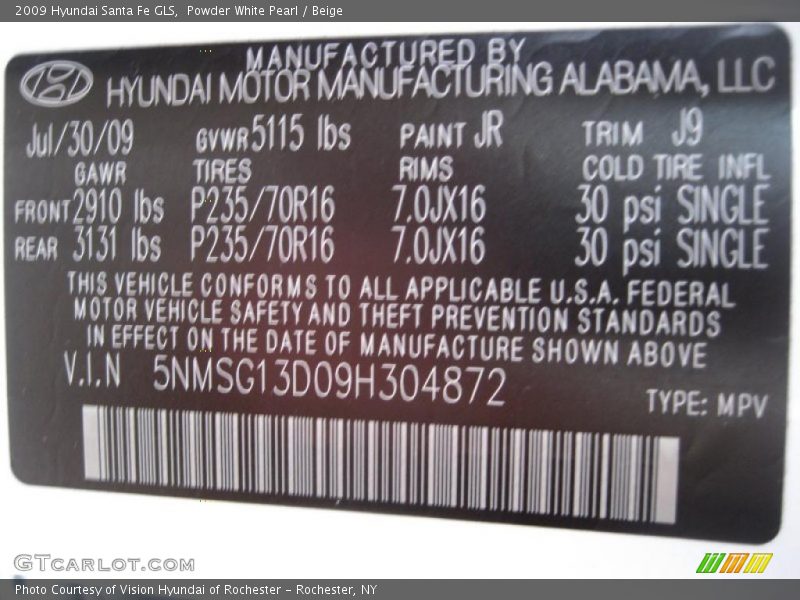 2009 Hyundai Santa Fe GLS, Powder White Pearl / Beige
MANUFACTURED BY
HYUNDAI MOTOR MANUFACTURING ALABAMA, LLC
Jul/30/09 GVWR 5115 lbs PAINT JR TRIM J9
GAWR TIRES RIMS COLD TIRE INFL
FRONT 2910 lbs P235/70R16 7.0JX16 30 psi SINGLE
REAR 3131 lbs P235/70R16 7.0JX16 30 psi SINGLE
THIS VEHICLE CONFORMS TO ALL APPLICABLE U.S.A. FEDERAL
MOTOR VEHICLE SAFETY AND THEFT PREVENTION STANDARDS
IN EFFECT ON THE DATE OF MANUFACTURE SHOWN ABOVE
V.I.N 5NMSG13D09H304872
TYPE: MPV
GTCARLOT.COM
Photo Courtesy of Vision Hyundai of Rochester - Rochester, NY